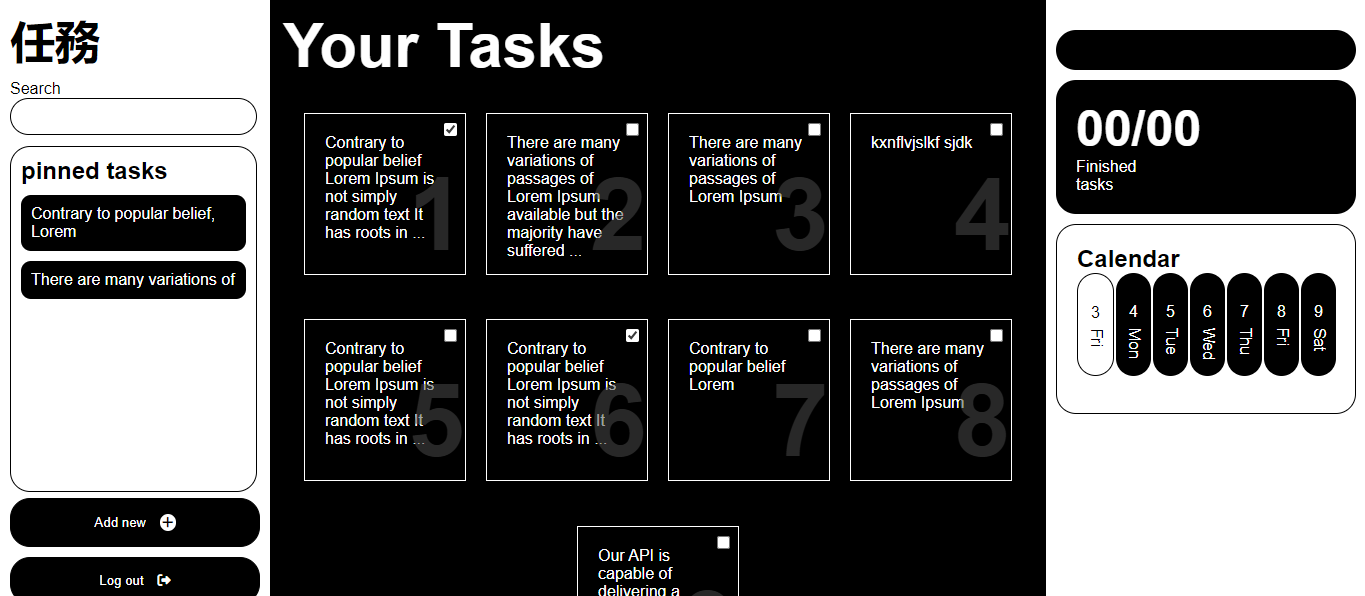 任務
Search
pinned tasks
Contrary to popular belief,
Lorem
There are many variations of
Add new
Log out
Your Tasks
Contrary to
popular belief
Lorem Ipsum is
not simply
random text It
has roots in ...
1
There are many
variations of
passages of
Lorem Ipsum
available but the
majority have
suffered ...
2
There are many
variations of
passages of
Lorem Ipsum
3
kxnflvjslkf sjdk
4
Contrary to
popular belief
Lorem Ipsum is
not simply
random text It
has roots in ...
5
Contrary to
popular belief
Lorem Ipsum is
not simply
random text It
has roots in ...
6
Contrary to
popular belief
Lorem
7
There are many
variations of
passages of
Lorem Ipsum
8
Our API is
capable of
delivering a
00/00
Finished
tasks
Calendar
3 Fri
4 Mon
5 Tue
6 Wed
7 Thu
8 Fri
9 Sat